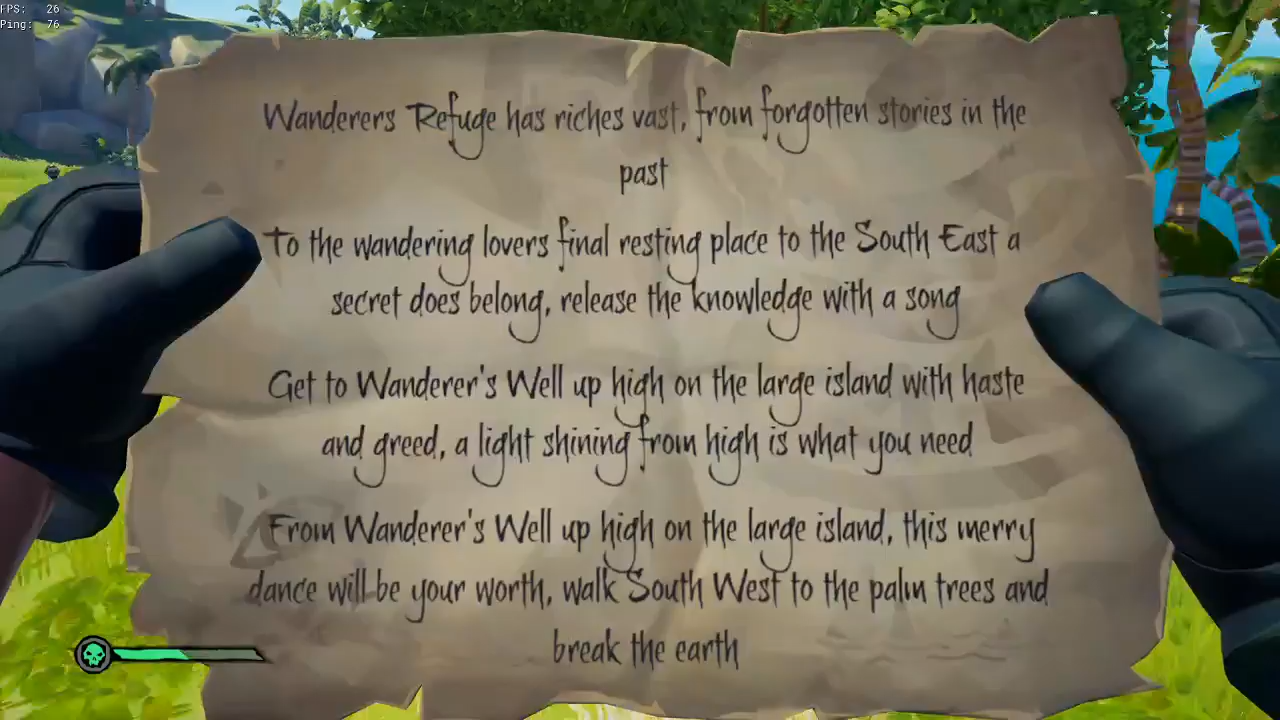 FPS: 26
Ping: 76
Wanderers Refuge has riches vast, from forgotten stories in the
past
To the wandering lovers final resting place to the South East a
secret does belong, release the knowledge with a song
Get to Wanderer's Well up high on the large island with haste
and greed, a light shining from high is what you need
From Wanderer's Well up high on the large island, this merry
dance will be your worth, walk South West to the palm trees and
break the earth